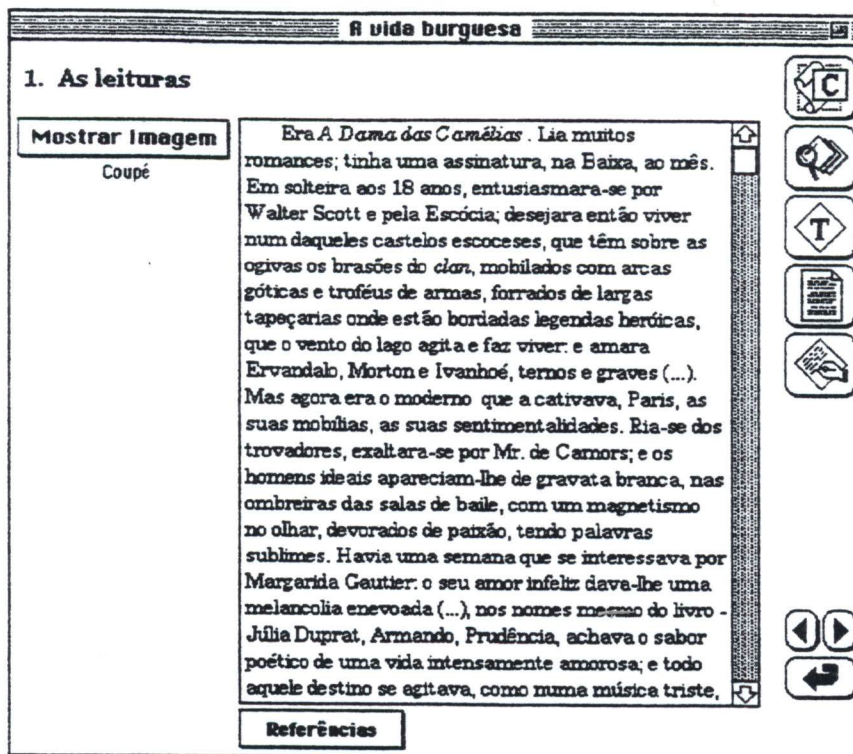 A vida burguesa
1. As leituras
Mostrar Imagem
Coupé
Era A Dama das Camélias . Lia muitos
romances; tinha uma assinatura, na Baixa, ao mês.
Em solteira aos 18 anos, entusiasmara-se por
Walter Scott e pela Escócia; desejara então viver
num daqueles castelos escoceses, que têm sobre as
ogivas os brasões do clan, mobilados com arcas
góticas e troféus de armas, forrados de largas
tapeçarias onde estão bordadas legendas heróicas,
que o vento do lago agita e faz viver: e amara
Ervandalo, Morton e Ivanhoé, ternos e graves (...).
Mas agora era o moderno que a cativava, Paris, as
suas mobílias, as suas sentimentalidades. Ria-se dos
trovadores, exaltara-se por Mr. de Camors; e os
homens ideais apareciam-lhe de gravata branca, nas
ombreiras das salas de baile, com um magnetismo
no olhar, devorados de paixão, tendo palavras
sublimes. Havia uma semana que se interessava por
Margarida Gautier: o seu amor infeliz dava-lhe uma
melancolia enevoada (...), nos nomes mesmo do livro -
Júlia Duprat, Armando, Prudência, achava o sabor
poético de uma vida intensamente amorosa; e todo
aquele destino se agitava, como numa música triste,
Referências
C
T